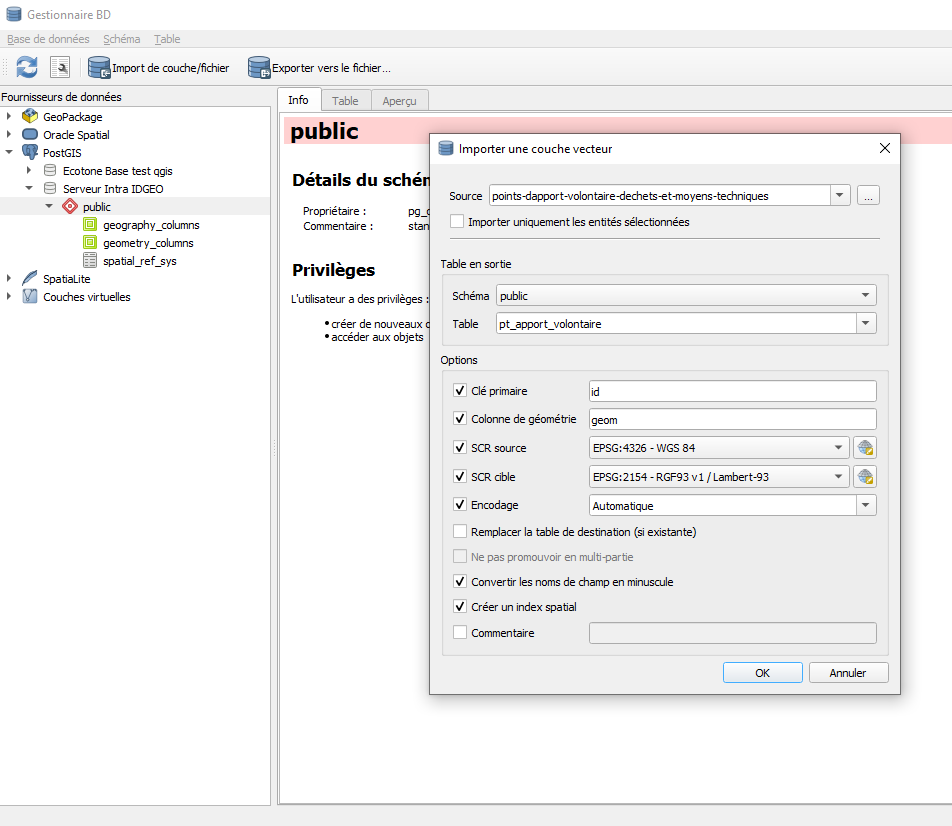 Gestionnaire BD
Base de données Schéma Table
Import de couche/fichier Exporter vers le fichier...
Fournisseurs de données
GeoPackage
Oracle Spatial
PostGIS
Ecotone Base test qgis
Serveur Intra IDGEO
public
geography_columns
geometry_columns
spatial_ref_sys
SpatiaLite
Couches virtuelles
Info Table Aperçu
public
Détails du schém
Propriétaire : pg_
Commentaire : stan
Privilèges
L'utilisateur a des privilèges :
•créer de nouveaux
•accéder aux objets
Importer une couche vecteur
Source points-dapport-volontaire-dechets-et-moyens-techniques ...
Importer uniquement les entités sélectionnées
Table en sortie
Schéma public
Table pt_apport_volontaire
Options
Clé primaire id
Colonne de géométrie geom
SCR source EPSG:4326 - WGS 84
SCR cible EPSG:2154 - RGF93 v1 / Lambert-93
Encodage Automatique
Remplacer la table de destination (si existante)
Ne pas promouvoir en multi-partie
Convertir les noms de champ en minuscule
Créer un index spatial
Commentaire
OK Annuler